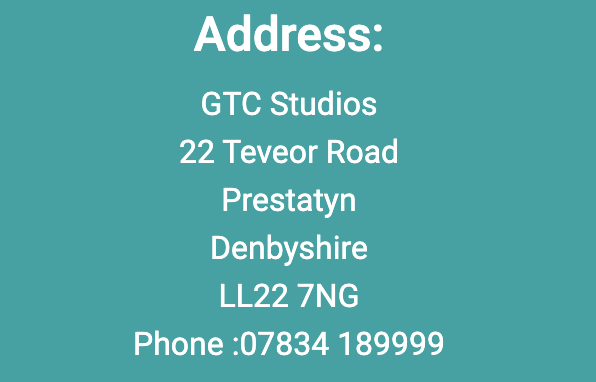 Address:
GTC Studios
22 Teveor Road
Prestatyn
Denbyshire
LL22 7NG
Phone :07834 189999